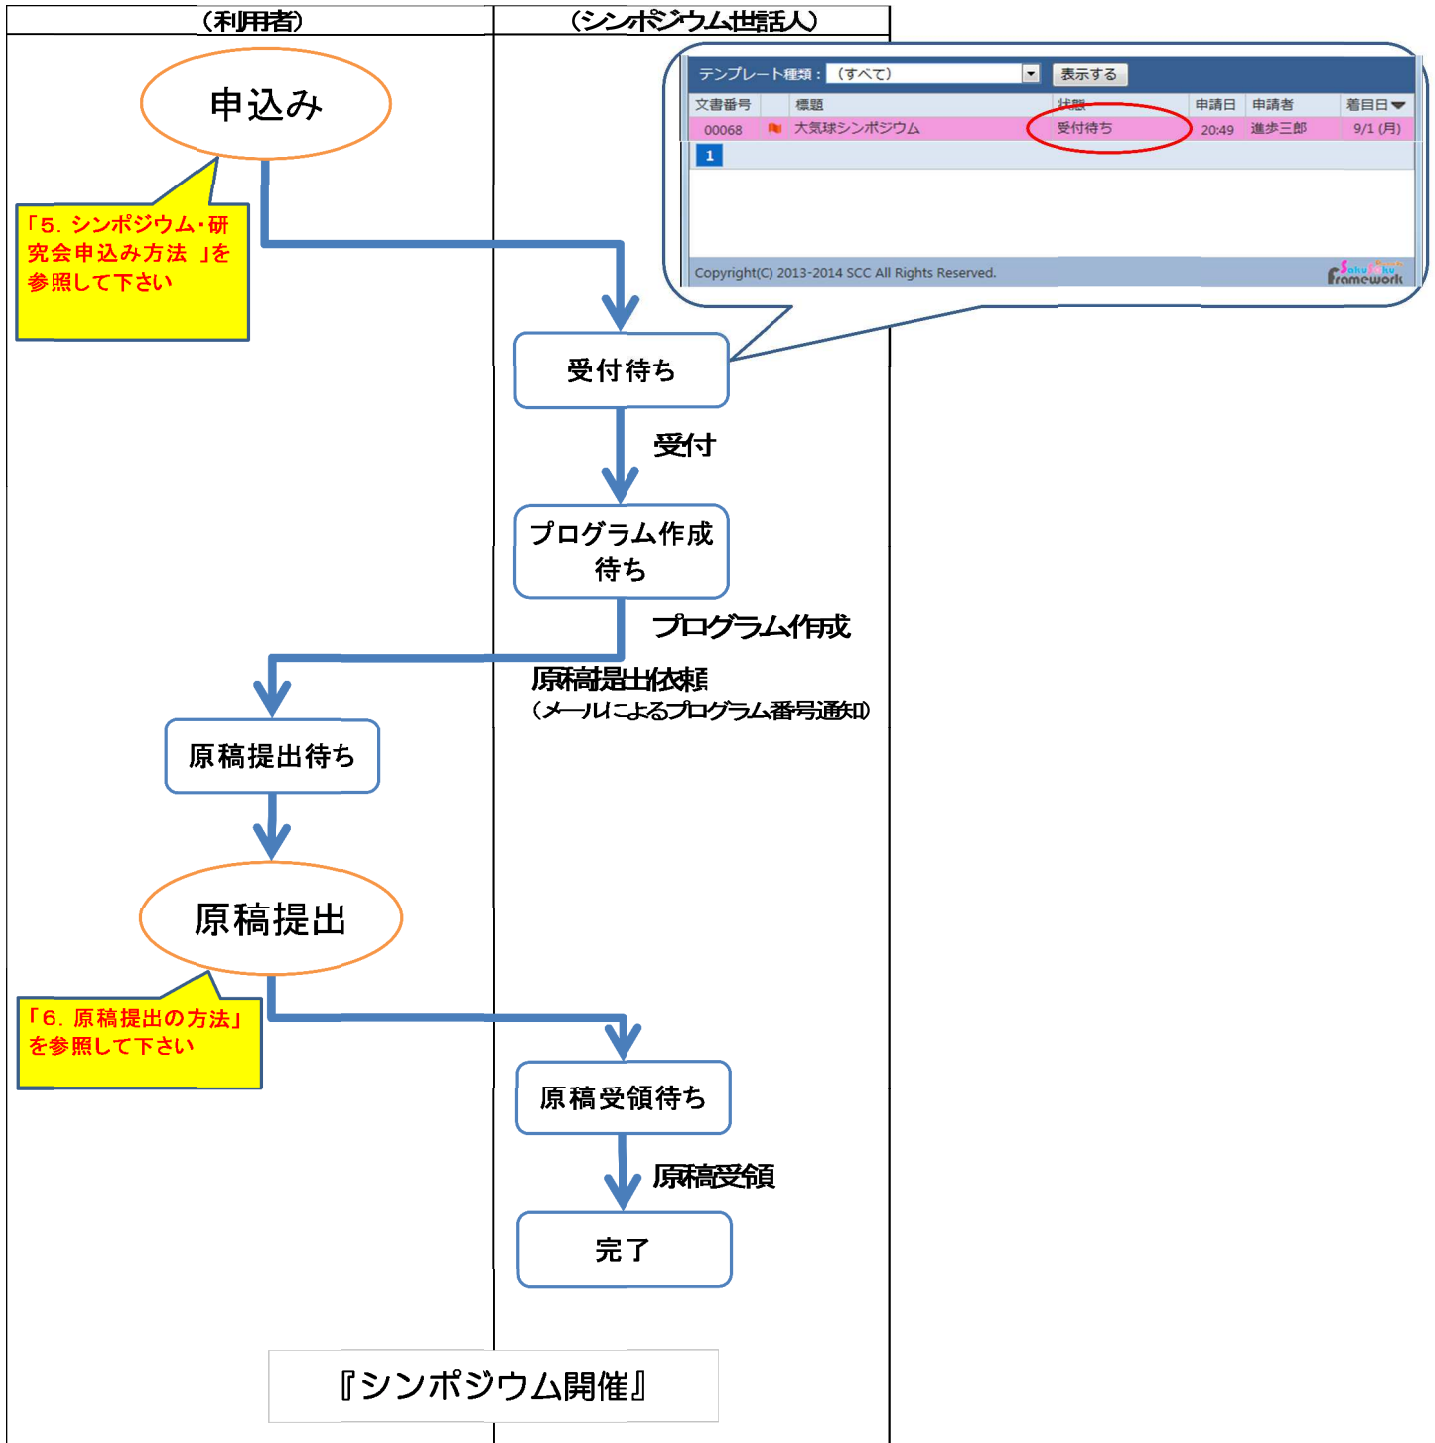 (利用者)
(シンポジウム世話人)
申込み
「5. シンポジウム・研
究会申込み方法 」を
参照して下さい
テンプレート種類： (すべて)
表示する
文書番号 標題 状態 申請日 申請者 着目日▼
00068 大気球シンポジウム 受付待ち 20:49 進歩三郎 9/1 (月)
1
Copyright(C) 2013-2014 SCC All Rights Reserved.
Framework
受付待ち
受付
プログラム作成
待ち
プログラム作成
原稿提出依頼
(メールによるプログラム番号通知)
原稿提出待ち
原稿提出
「6. 原稿提出の方法」
を参照して下さい
原稿受領待ち
原稿受領
完了
『シンポジウム開催』